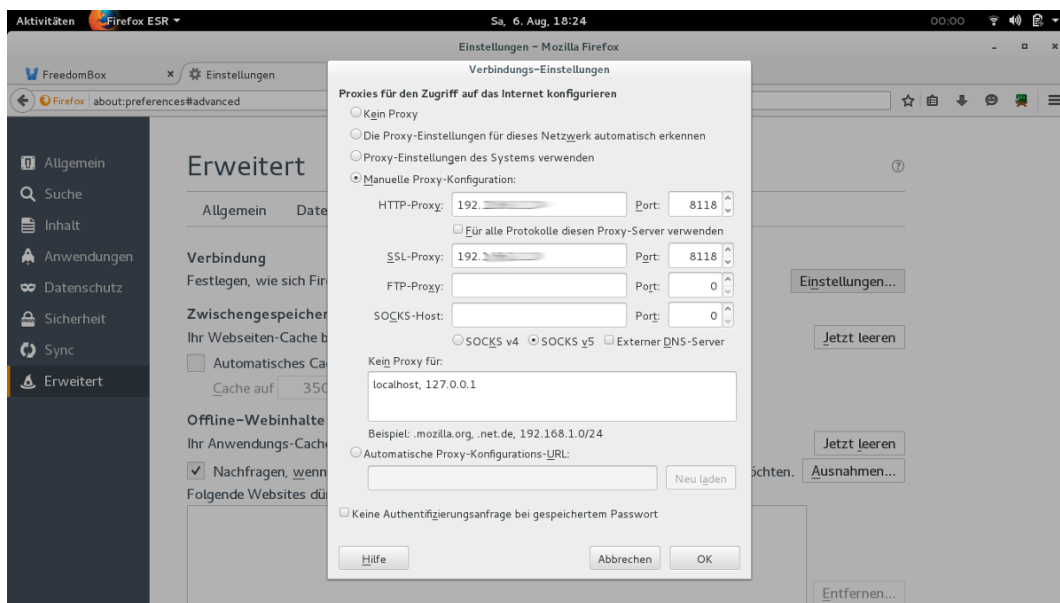 Aktivitäten Firefox ESR Sa, 6. Aug, 18:24 00:00
Einstellungen – Mozilla Firefox
FreedomBox Einstellungen
Firefox about:preferences#advanced
Allgemein
Suche
Inhalt
Anwendungen
Datenschutz
Sicherheit
Sync
Erweitert
Erweitert
Allgemein Date
Verbindung
Festlegen, wie sich Fir Einstellungen...
Zwischengespeicher
Ihr Webseiten-Cache b Jetzt leeren
Automatisches Ca
Cache auf 350
Offline-Webinhalte
Ihr Anwendungs-Cach Jetzt leeren
Nachfragen, wenn öchten. Ausnahmen...
Folgende Websites dü
Entfernen...
Verbindungs-Einstellungen
Proxies für den Zugriff auf das Internet konfigurieren
Kein Proxy
Die Proxy-Einstellungen für dieses Netzwerk automatisch erkennen
Proxy-Einstellungen des Systems verwenden
Manuelle Proxy-Konfiguration:
HTTP-Proxy: 192. Port: 8118
Für alle Protokolle diesen Proxy-Server verwenden
SSL-Proxy: 192. Port: 8118
FTP-Proxy: Port: 0
SOCKS-Host: Port: 0
SOCKS v4 SOCKS v5 Externer DNS-Server
Kein Proxy für:
localhost, 127.0.0.1
Beispiel: .mozilla.org, .net.de, 192.168.1.0/24
Automatische Proxy-Konfigurations-URL:
Neu laden
Keine Authentifizierungsanfrage bei gespeichertem Passwort
Hilfe Abbrechen OK